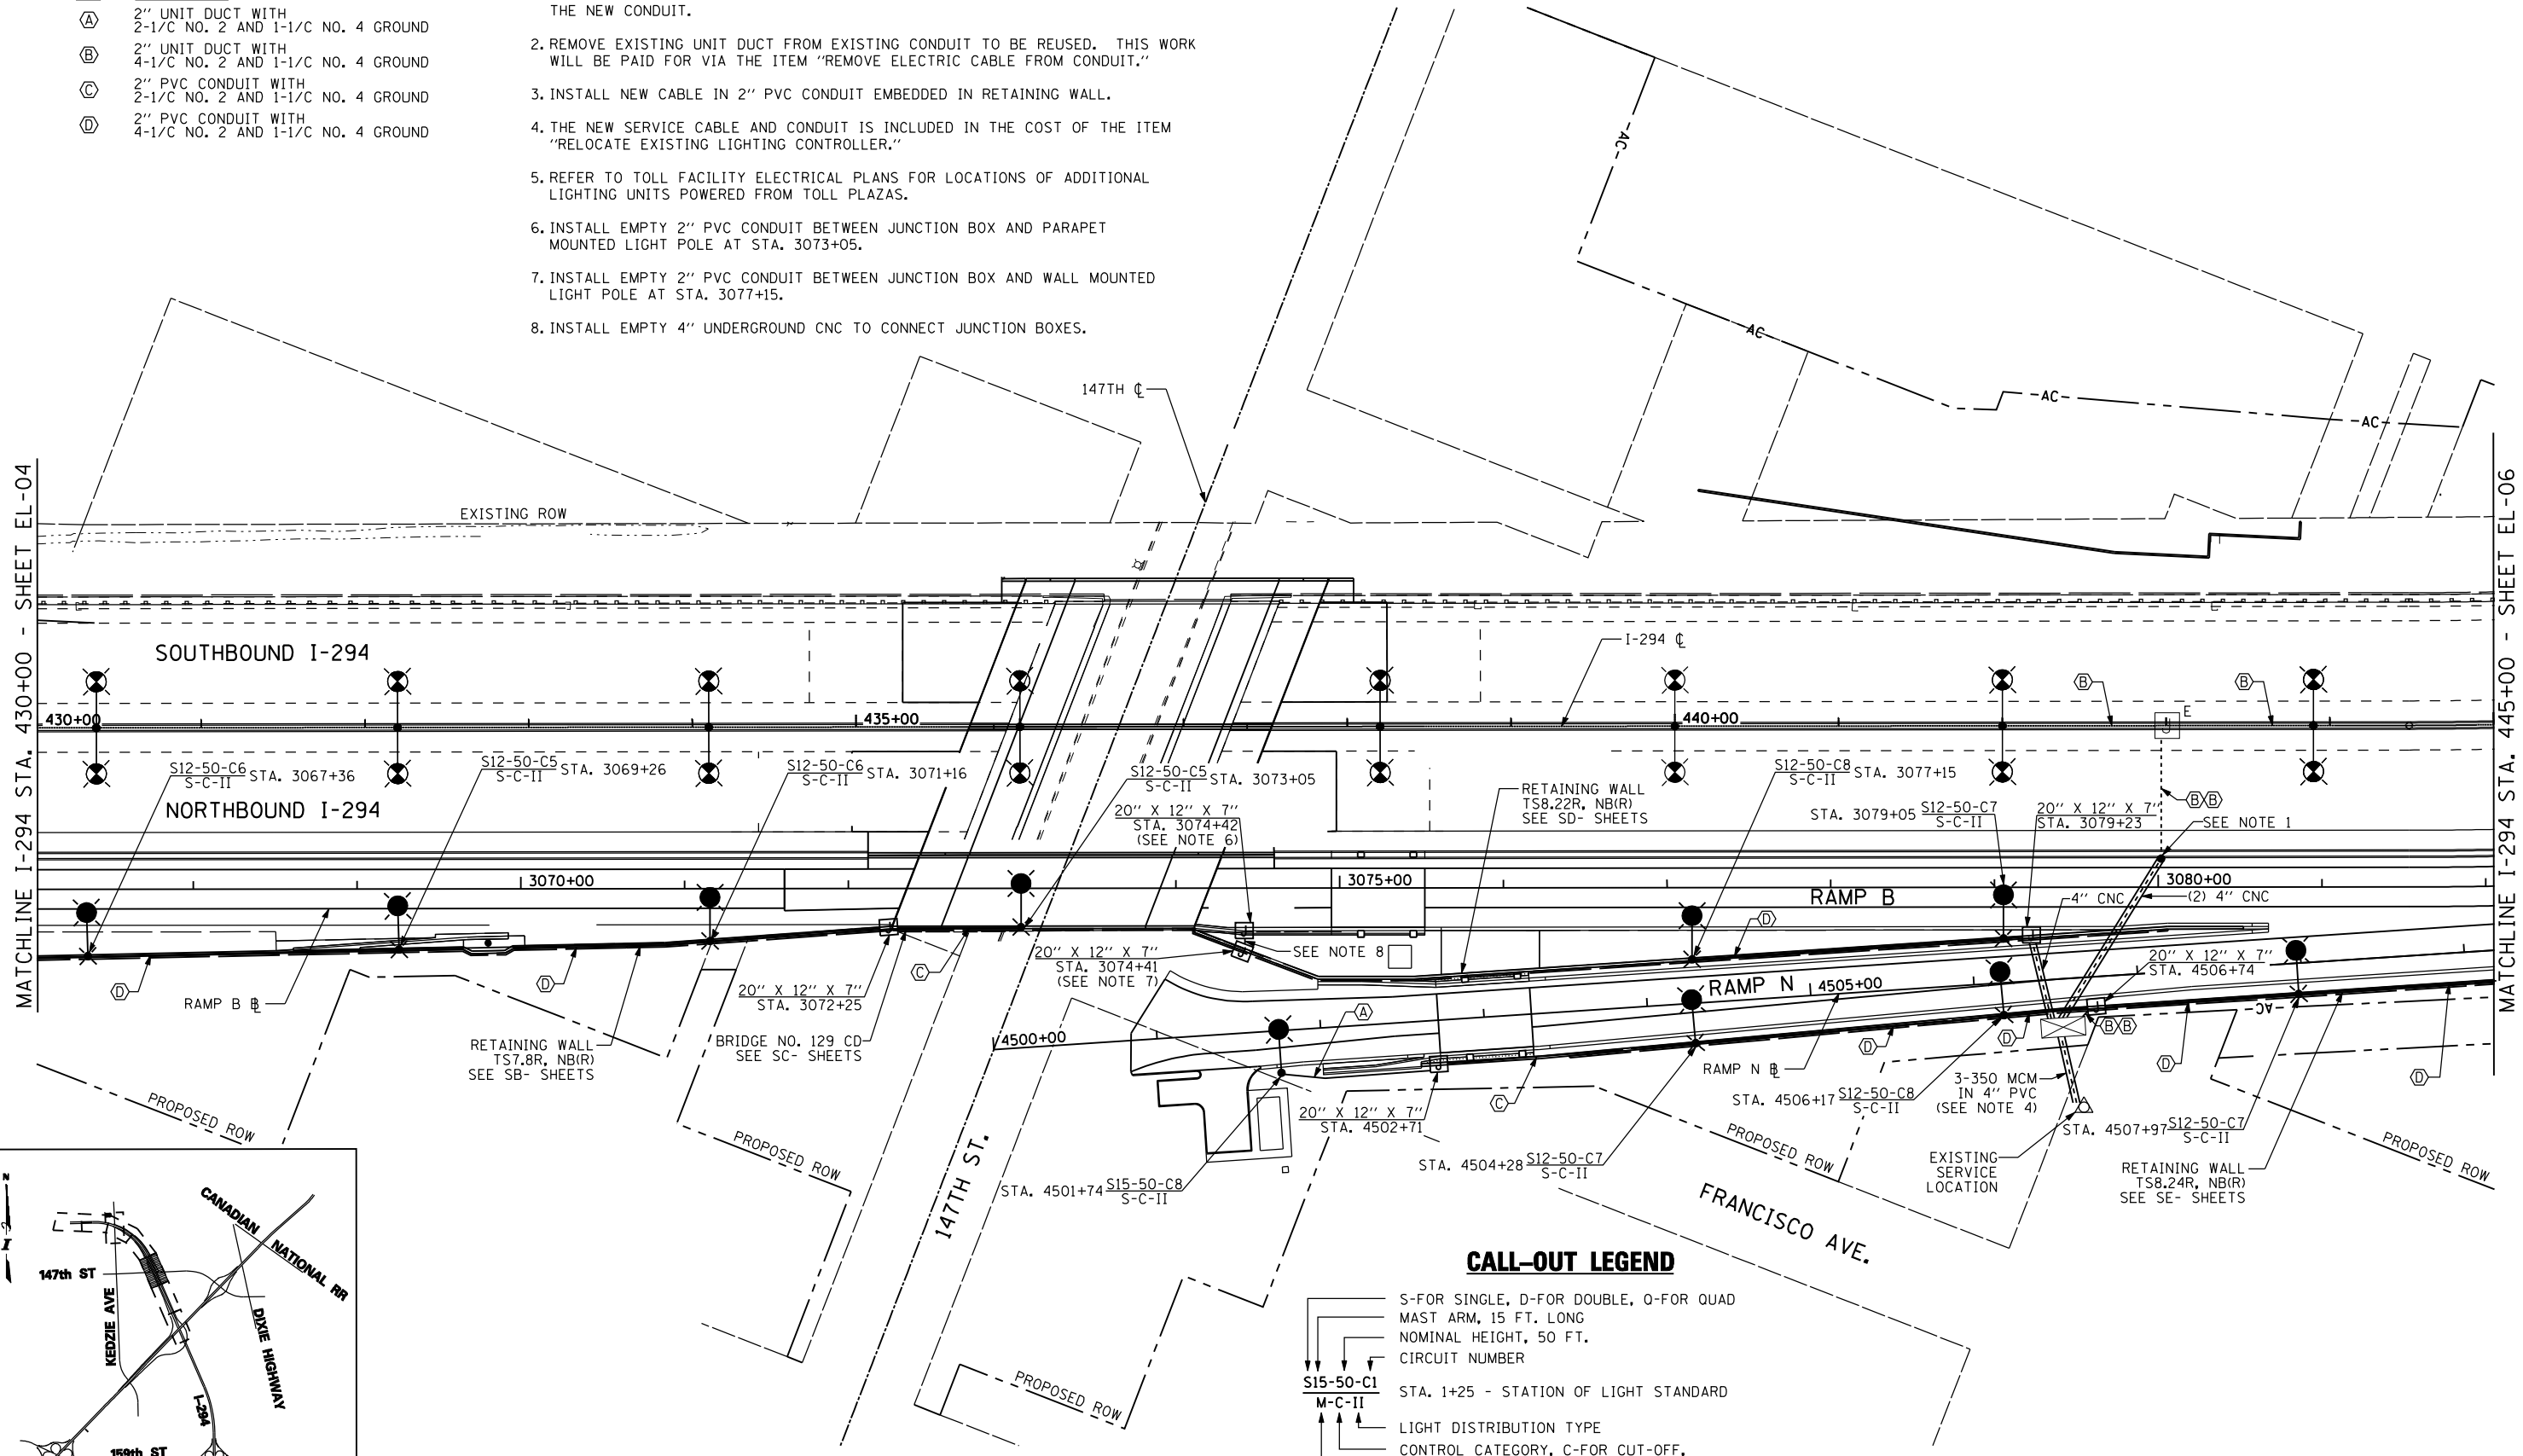 A
2" UNIT DUCT WITH
2-1/C NO. 2 AND 1-1/C NO. 4 GROUND
B
2" UNIT DUCT WITH
4-1/C NO. 2 AND 1-1/C NO. 4 GROUND
C
2" PVC CONDUIT WITH
2-1/C NO. 2 AND 1-1/C NO. 4 GROUND
D
2" PVC CONDUIT WITH
4-1/C NO. 2 AND 1-1/C NO. 4 GROUND
THE NEW CONDUIT.
2. REMOVE EXISTING UNIT DUCT FROM EXISTING CONDUIT TO BE REUSED. THIS WORK
WILL BE PAID FOR VIA THE ITEM "REMOVE ELECTRIC CABLE FROM CONDUIT."
3. INSTALL NEW CABLE IN 2" PVC CONDUIT EMBEDDED IN RETAINING WALL.
4. THE NEW SERVICE CABLE AND CONDUIT IS INCLUDED IN THE COST OF THE ITEM
"RELOCATE EXISTING LIGHTING CONTROLLER."
5. REFER TO TOLL FACILITY ELECTRICAL PLANS FOR LOCATIONS OF ADDITIONAL
LIGHTING UNITS POWERED FROM TOLL PLAZAS.
6. INSTALL EMPTY 2" PVC CONDUIT BETWEEN JUNCTION BOX AND PARAPET
MOUNTED LIGHT POLE AT STA. 3073+05.
7. INSTALL EMPTY 2" PVC CONDUIT BETWEEN JUNCTION BOX AND WALL MOUNTED
LIGHT POLE AT STA. 3077+15.
8. INSTALL EMPTY 4" UNDERGROUND CNC TO CONNECT JUNCTION BOXES.
AC
AC
AC
AC
147TH ℄
MATCHLINE I-294 STA. 430+00 - SHEET EL-04
MATCHLINE I-294 STA. 445+00 - SHEET EL-06
EXISTING ROW
SOUTHBOUND I-294
I-294 ℄
430+00
435+00
440+00
B
B
J
E
S12-50-C6
S-C-II
STA. 3067+36
S12-50-C5
S-C-II
STA. 3069+26
S12-50-C6
S-C-II
STA. 3071+16
S12-50-C5
S-C-II
STA. 3073+05
S12-50-C8
S-C-II
STA. 3077+15
STA. 3079+05
S12-50-C7
S-C-II
NORTHBOUND I-294
20" X 12" X 7"
STA. 3074+42
(SEE NOTE 6)
RETAINING WALL
TS8.22R, NB(R)
SEE SD- SHEETS
20" X 12" X 7"
STA. 3079+23
B B
SEE NOTE 1
3070+00
3075+00
3080+00
RAMP B
4" CNC
(2) 4" CNC
D
J
J
J
J
SEE NOTE 8
20" X 12" X 7"
STA. 3074+41
(SEE NOTE 7)
20" X 12" X 7"
STA. 4506+74
C
D
D
RAMP B ⅊
20" X 12" X 7"
STA. 3072+25
RAMP N
4505+00
A
J
B B
AC
D
D
D
D
4500+00
BRIDGE NO. 129 CD
SEE SC- SHEETS
RETAINING WALL
TS7.8R, NB(R)
SEE SB- SHEETS
J
RAMP N ⅊
3-350 MCM
IN 4" PVC
(SEE NOTE 4)
C
STA. 4506+17
S12-50-C8
S-C-II
20" X 12" X 7"
STA. 4502+71
STA. 4507+97
S12-50-C7
S-C-II
PROPOSED ROW
PROPOSED ROW
PROPOSED ROW
PROPOSED ROW
STA. 4504+28
S12-50-C7
S-C-II
EXISTING
SERVICE
LOCATION
RETAINING WALL
TS8.24R, NB(R)
SEE SE- SHEETS
STA. 4501+74
S15-50-C8
S-C-II
147TH ST.
FRANCISCO AVE.
PROPOSED ROW
N
CANADIAN
NATIONAL RR
147th ST
KEDZIE AVE
DIXIE HIGHWAY
I-294
159th ST
CALL-OUT LEGEND
S-FOR SINGLE, D-FOR DOUBLE, Q-FOR QUAD
MAST ARM, 15 FT. LONG
NOMINAL HEIGHT, 50 FT.
CIRCUIT NUMBER
S15-50-C1
M-C-II
STA. 1+25 - STATION OF LIGHT STANDARD
LIGHT DISTRIBUTION TYPE
CONTROL CATEGORY, C-FOR CUT-OFF,